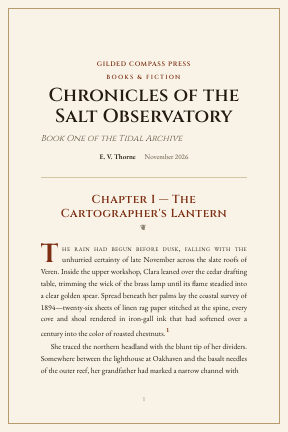 GILDED COMPASS PRESS
BOOKS & FICTION
CHRONICLES OF THE
SALT OBSERVATORY
BOOK ONE OF THE TIDAL ARCHIVE
E. V. Thorne November 2026
CHAPTER I — THE
CARTOGRAPHER'S LANTERN
THE RAIN HAD BEGUN BEFORE DUSK, FALLING WITH THE
unhurried certainty of late November across the slate roofs of
Veren. Inside the upper workshop, Clara leaned over the cedar drafting
table, trimming the wick of the brass lamp until its flame steadied into
a clear golden spear. Spread beneath her palms lay the coastal survey of
1894—twenty-six sheets of linen rag paper stitched at the spine, every
cove and shoal rendered in iron-gall ink that had softened over a
century into the color of roasted chestnuts.1
She traced the northern headland with the blunt tip of her dividers.
Somewhere between the lighthouse at Oakhaven and the basalt needles
of the outer reef, her grandfather had marked a narrow channel with
1